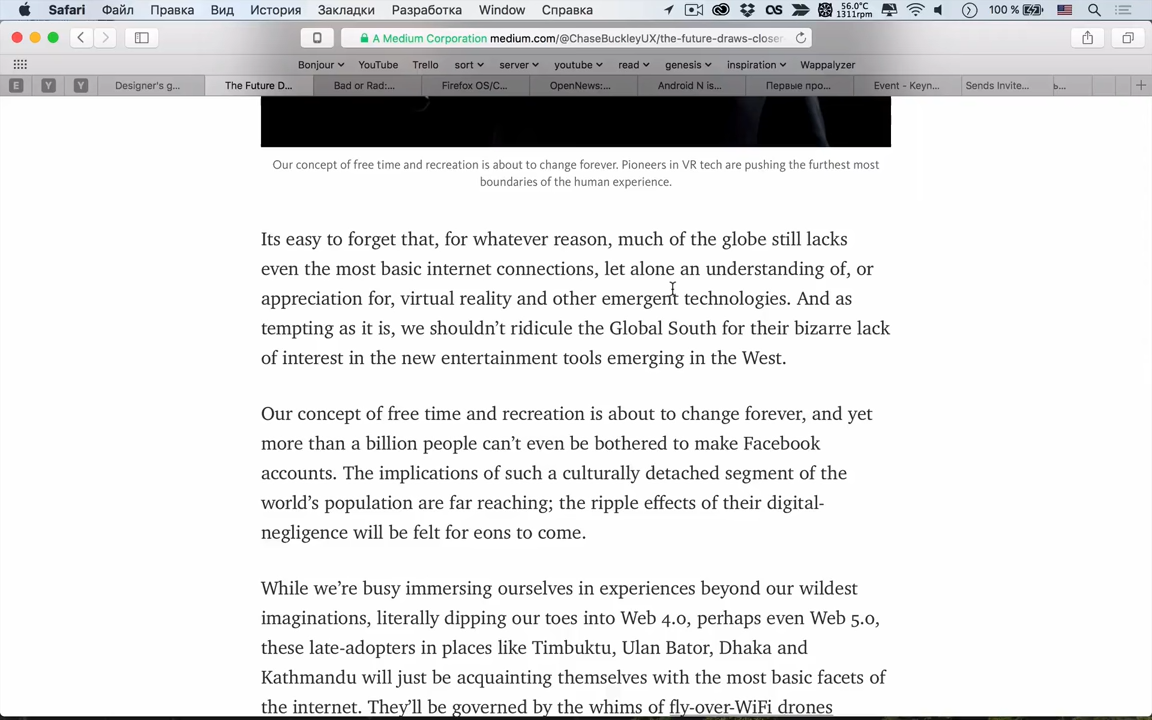 Safari Файл Правка Вид История Закладки Разработка Window Справка 56.0°C 1311rpm 100 %
A Medium Corporation medium.com/@ChaseBuckleyUX/the-future-draws-closer-
Bonjour YouTube Trello sort server youtube read genesis inspiration Wappalyzer
E Y Y Designer's g... The Future D... Bad or Rad:... Firefox OS/C... OpenNews:... Android N is... Первые про... Event - Keyn... Sends Invite...
Our concept of free time and recreation is about to change forever. Pioneers in VR tech are pushing the furthest most
boundaries of the human experience.
Its easy to forget that, for whatever reason, much of the globe still lacks
even the most basic internet connections, let alone an understanding of, or
appreciation for, virtual reality and other emergent technologies. And as
tempting as it is, we shouldn't ridicule the Global South for their bizarre lack
of interest in the new entertainment tools emerging in the West.
Our concept of free time and recreation is about to change forever, and yet
more than a billion people can't even be bothered to make Facebook
accounts. The implications of such a culturally detached segment of the
world's population are far reaching; the ripple effects of their digital-
negligence will be felt for eons to come.
While we're busy immersing ourselves in experiences beyond our wildest
imaginations, literally dipping our toes into Web 4.0, perhaps even Web 5.0,
these late-adopters in places like Timbuktu, Ulan Bator, Dhaka and
Kathmandu will just be acquainting themselves with the most basic facets of
the internet. They'll be governed by the whims of fly-over-WiFi drones